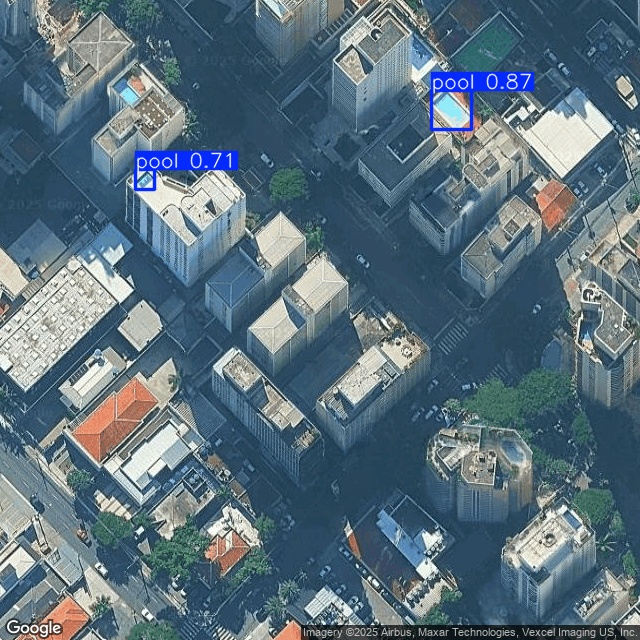 pool 0.87
pool 0.71
Google
Imagery ©2025 Airbus, Maxar Technologies, Vexcel Imaging US, Inc.